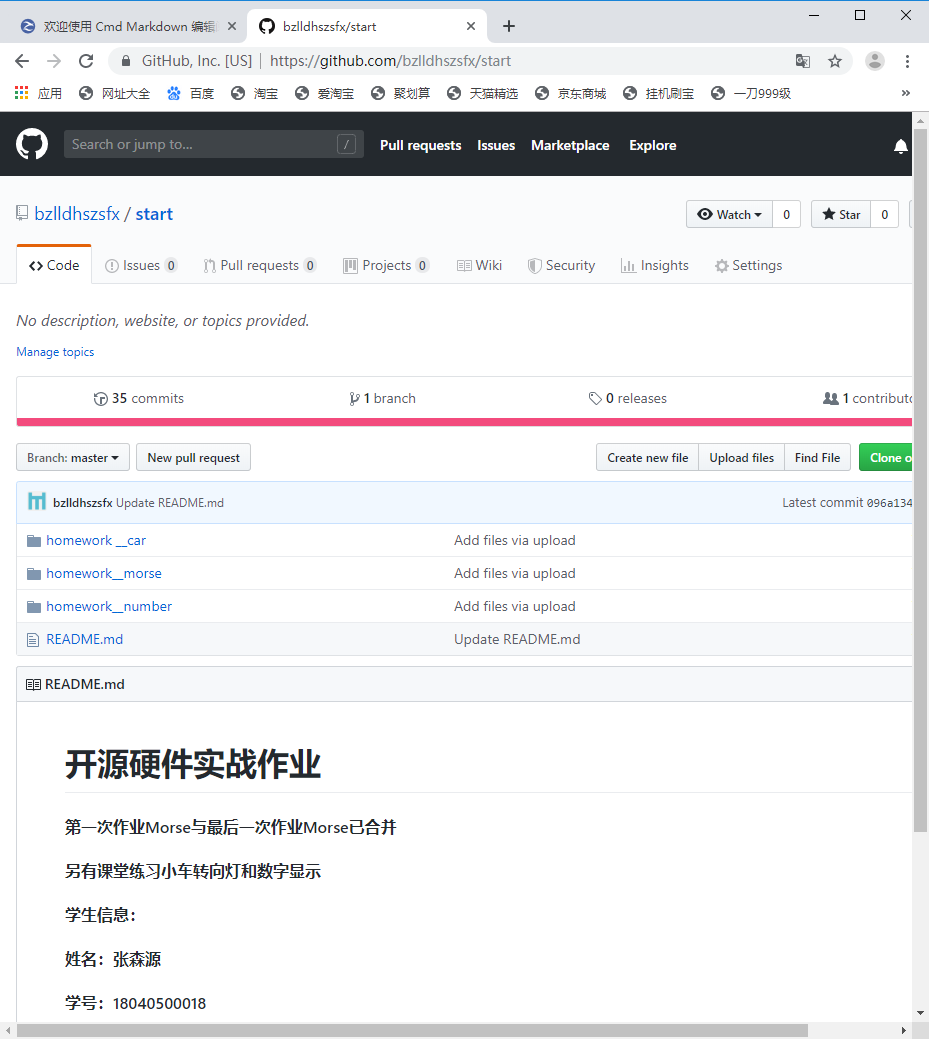 欢迎使用 Cmd Markdown 编辑
bzlldhszsfx/start
GitHub, Inc. [US] | https://github.com/bzlldhszsfx/start
应用 网址大全 百度 淘宝 爱淘宝 聚划算 天猫精选 京东商城 挂机刷宝 一刀999级 »
Search or jump to... / Pull requests Issues Marketplace Explore
bzlldhszsfx / start Watch 0 Star 0
Code Issues 0 Pull requests 0 Projects 0 Wiki Security Insights Settings
No description, website, or topics provided.
Manage topics
35 commits 1 branch 0 releases 1 contributo
Branch: master New pull request Create new file Upload files Find File Clone o
bzlldhszsfx Update README.md Latest commit 096a134
homework __car Add files via upload
homework__morse Add files via upload
homework__number Add files via upload
README.md Update README.md
README.md
开源硬件实战作业
第一次作业Morse与最后一次作业Morse已合并
另有课堂练习小车转向灯和数字显示
学生信息：
姓名：张森源
学号：18040500018